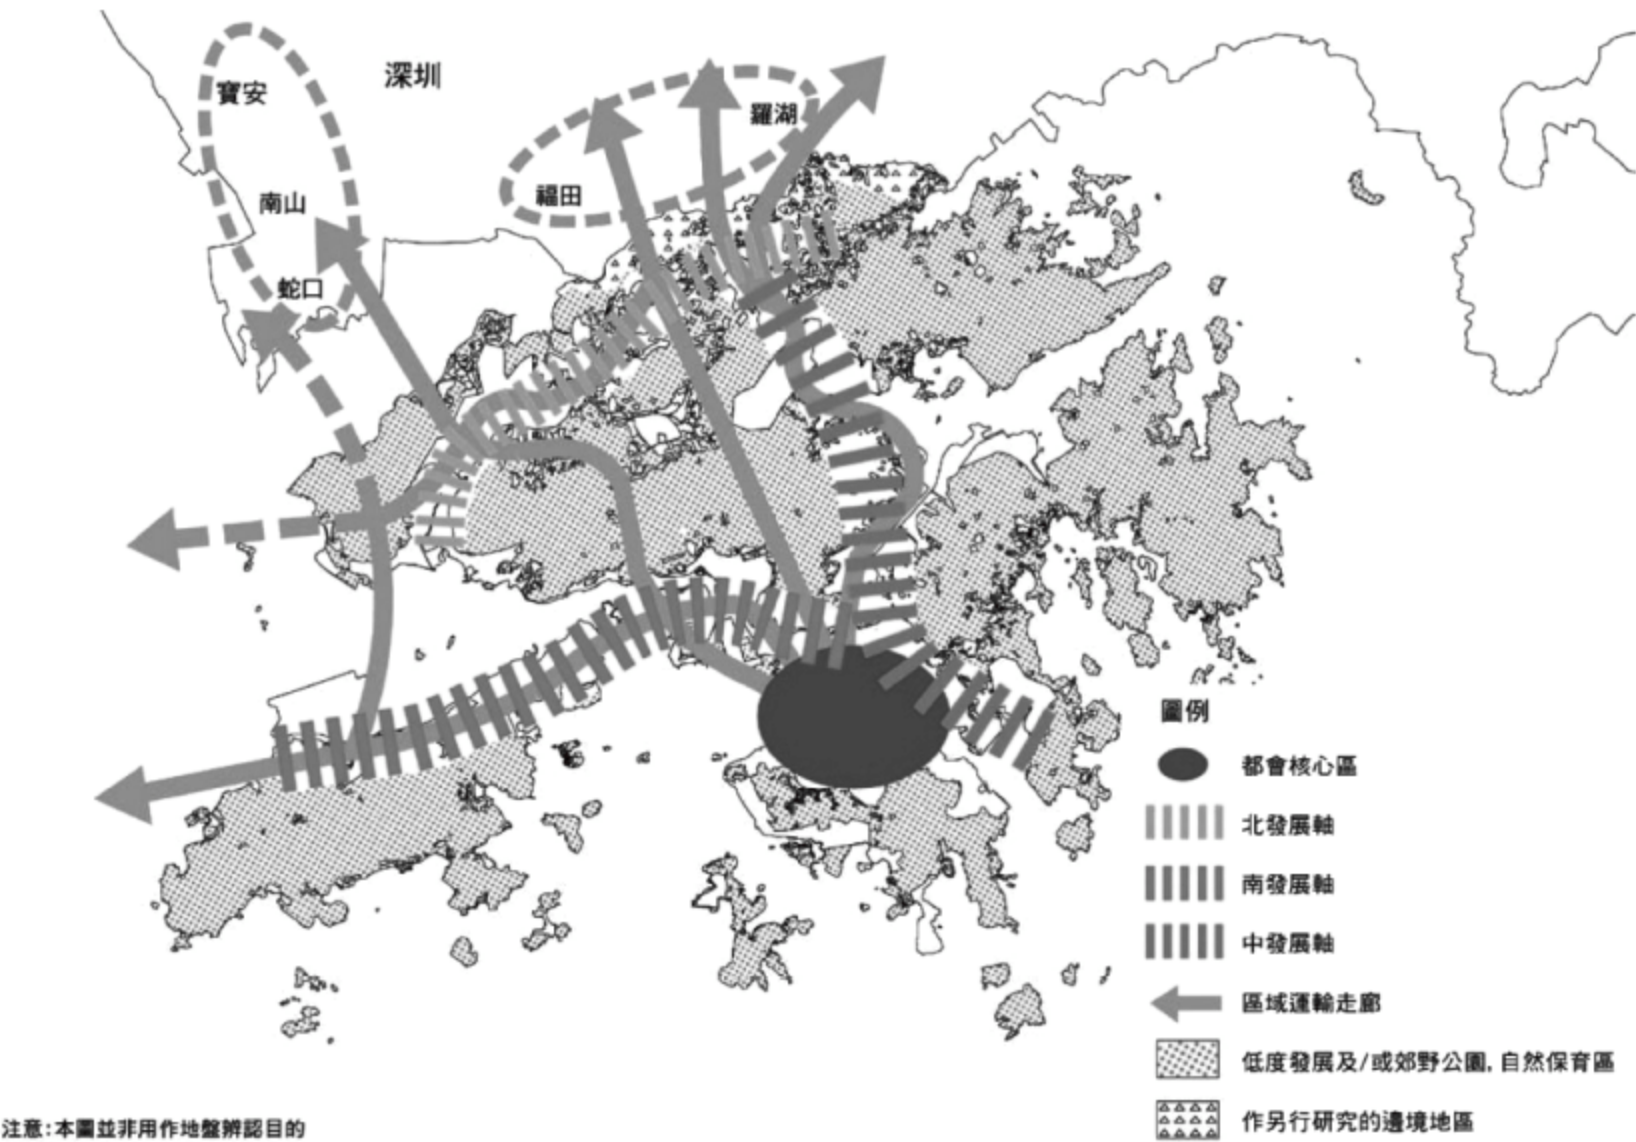 深圳
寶安
羅湖
福田
南山
蛇口
圖例
都會核心區
北發展軸
南發展軸
中發展軸
區域運輸走廊
低度發展及/或郊野公園,自然保育區
作另行研究的邊境地區
注意:本圖並非用作地盤辨認目的